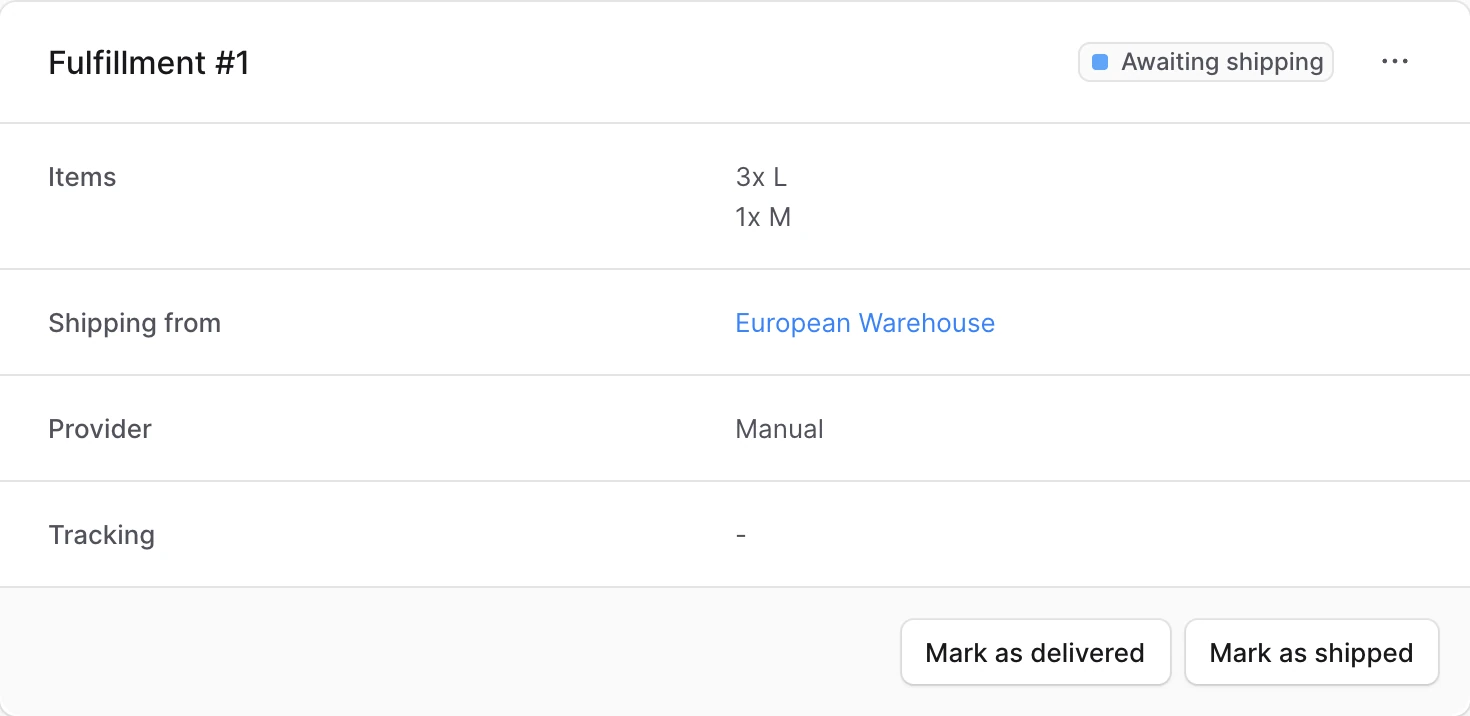 Fulfillment #1
Awaiting shipping
Items
3x L
1x M
Shipping from
European Warehouse
Provider
Manual
Tracking
-
Mark as delivered
Mark as shipped